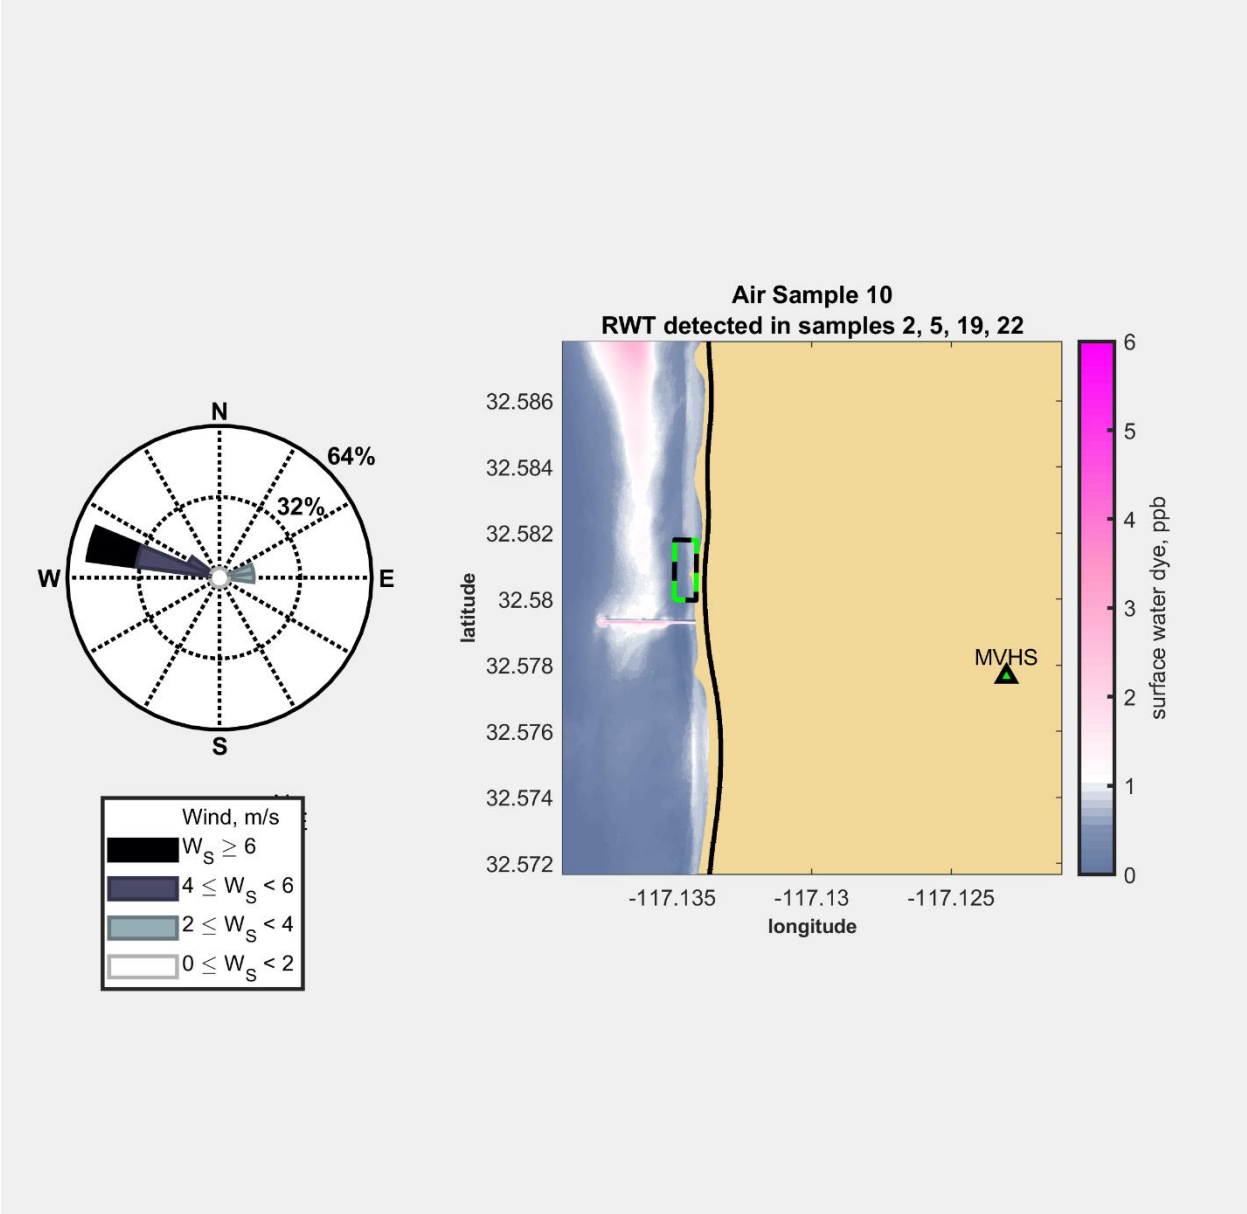 Air Sample 10
RWT detected in samples 2, 5, 19, 22
N
64%
32%
W
E
S
Wind, m/s
W_S ≥ 6
4 ≤ W_S < 6
2 ≤ W_S < 4
0 ≤ W_S < 2
latitude
32.586
32.584
32.582
32.58
32.578
32.576
32.574
32.572
MVHS
-117.135
-117.13
-117.125
longitude
6
5
4
3
2
1
0
surface water dye, ppb